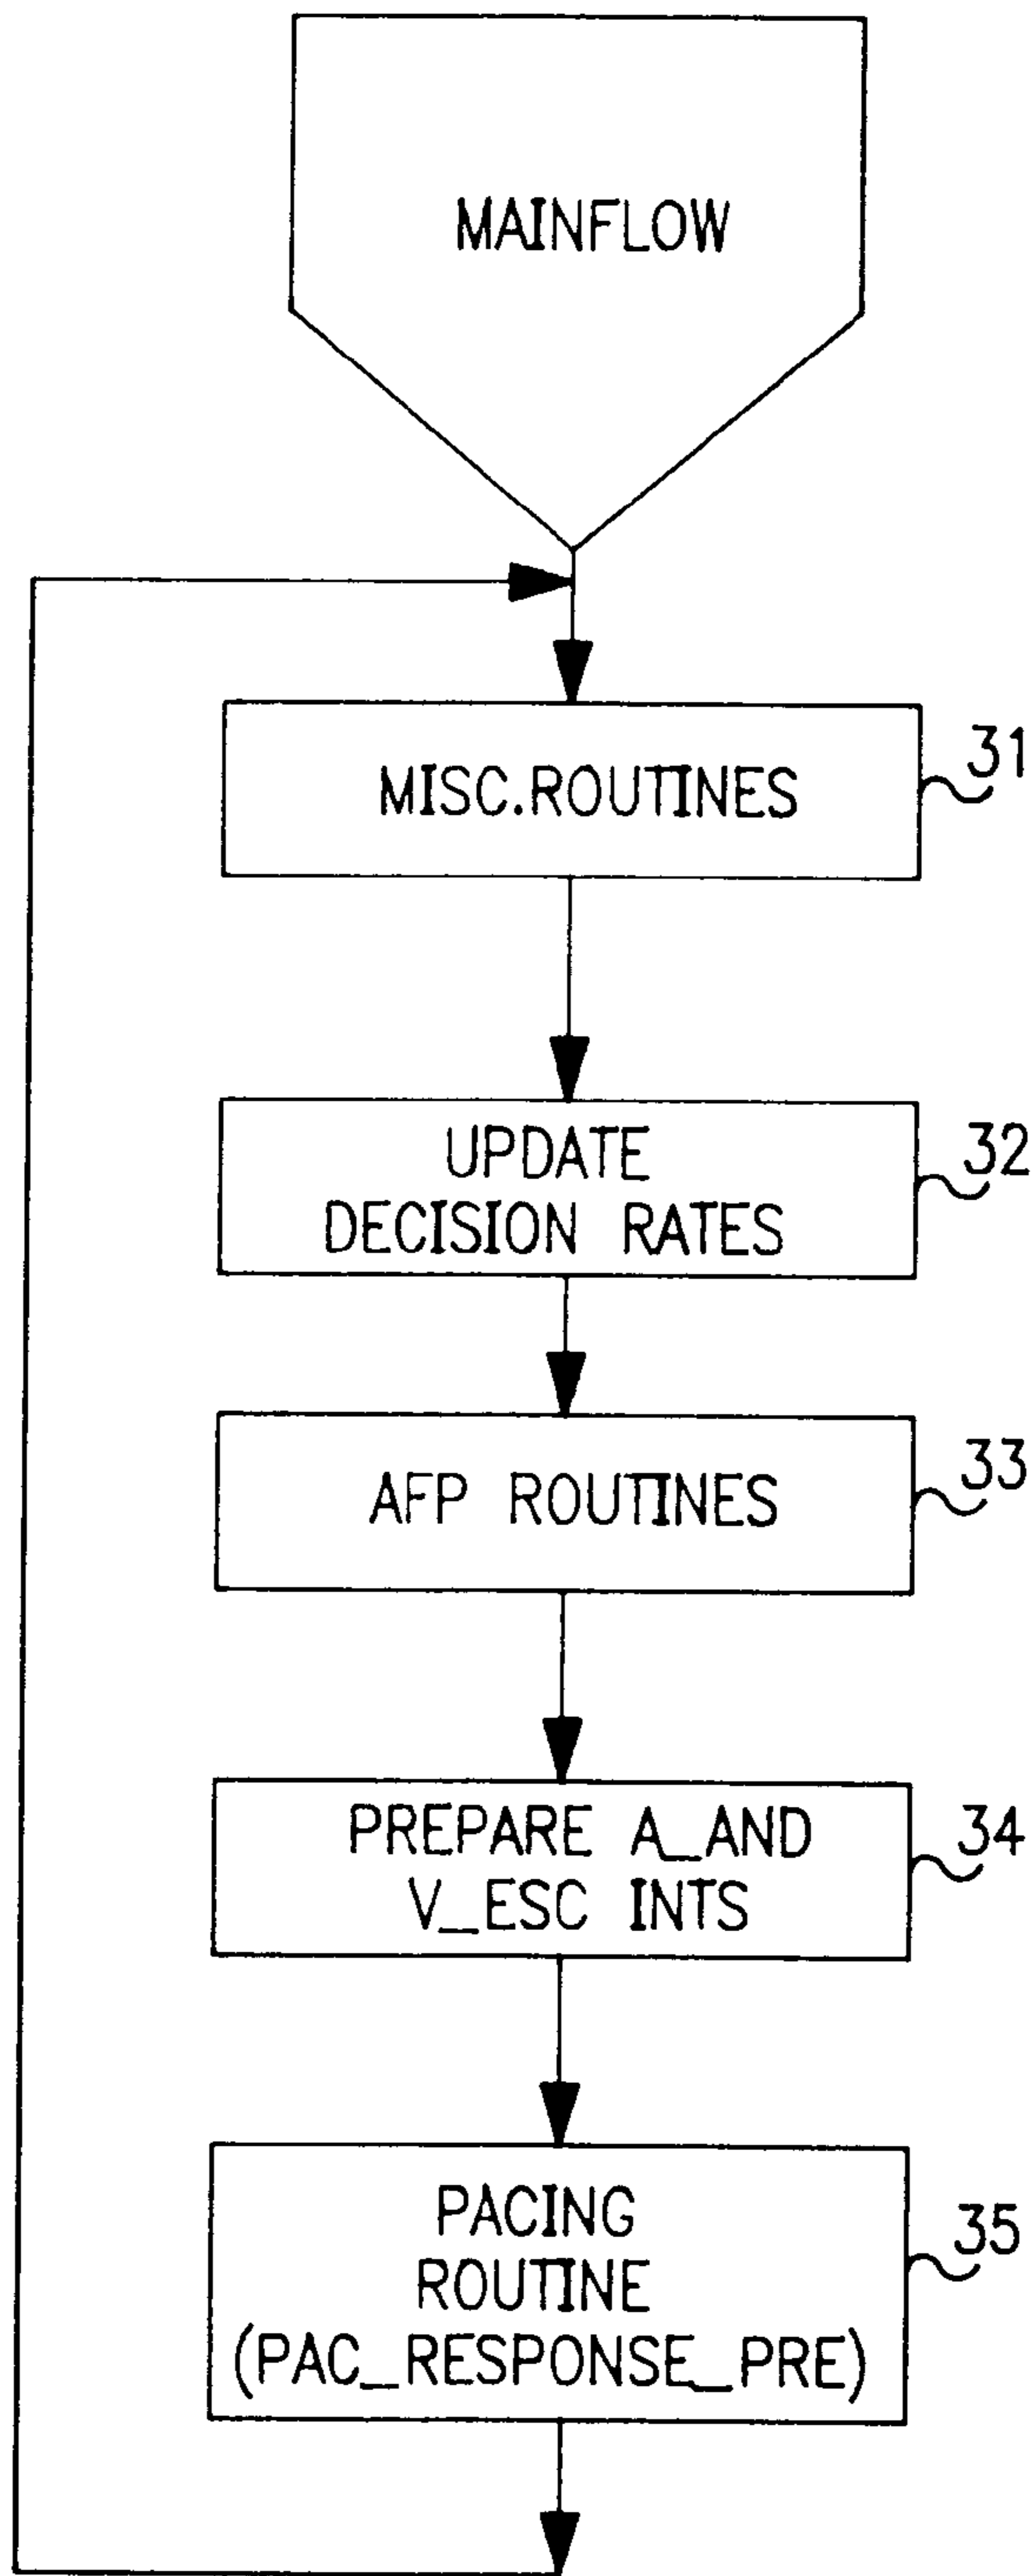 MAINFLOW
MISC.ROUTINES
31
UPDATE
DECISION RATES
32
AFP ROUTINES
33
PREPARE A_AND
V_ESC INTS
34
PACING
ROUTINE
(PAC_RESPONSE_PRE)
35